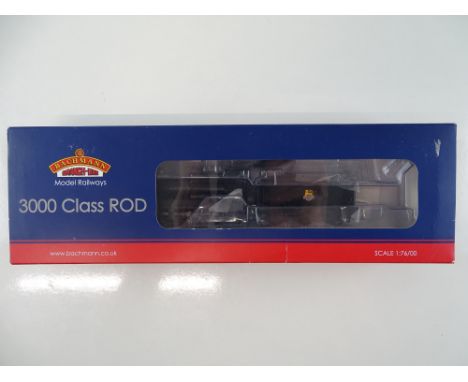 BACHMANN
BRANCH-LINE
Model Railways
3000 Class ROD
www.bachmann.co.uk
SCALE 1:76/00